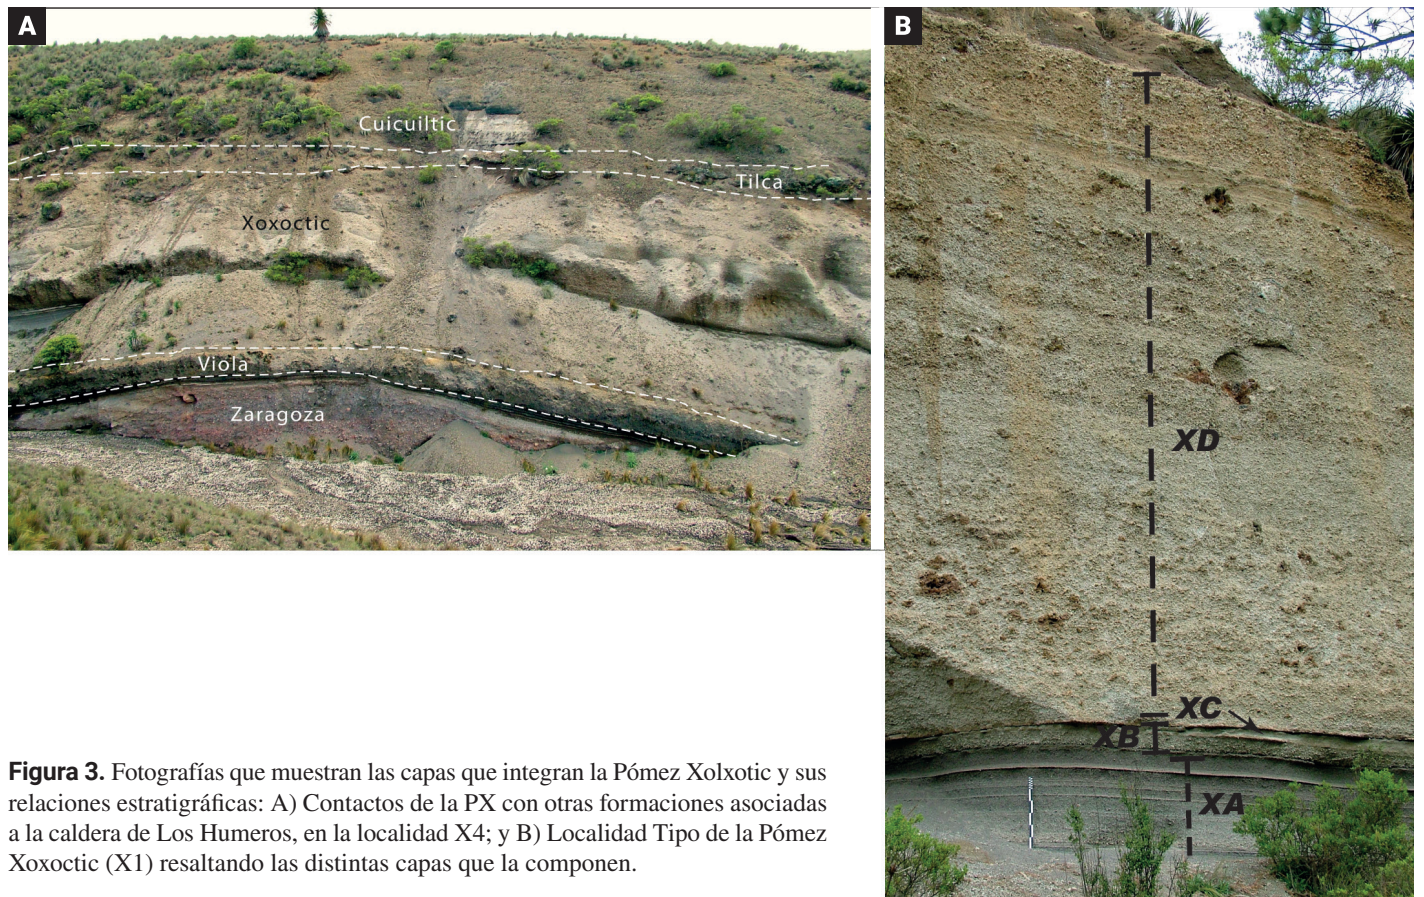 A
Cuicuiltic
Tilca
Xoxoctic
Viola
Zaragoza
B
XD
XC
XB
XA
Figura 3. Fotografías que muestran las capas que integran la Pómez Xolxotic y sus
relaciones estratigráficas: A) Contactos de la PX con otras formaciones asociadas
a la caldera de Los Humeros, en la localidad X4; y B) Localidad Tipo de la Pómez
Xoxoctic (X1) resaltando las distintas capas que la componen.